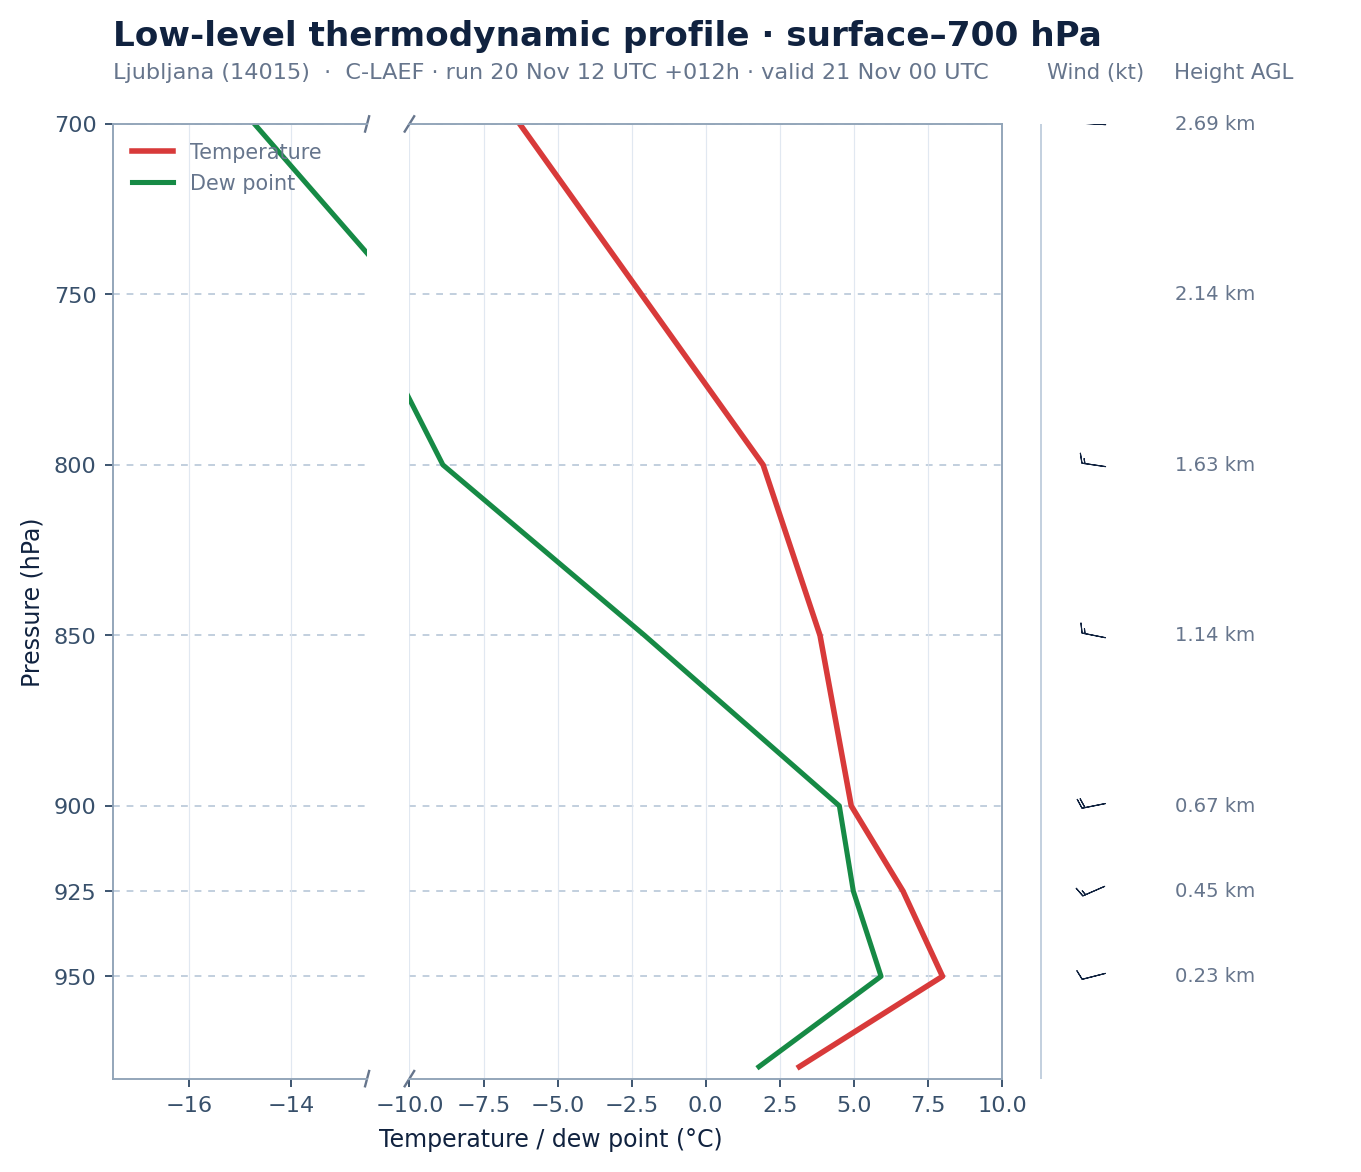 Low-level thermodynamic profile · surface–700 hPa
Ljubljana (14015) · C-LAEF · run 20 Nov 12 UTC +012h · valid 21 Nov 00 UTC
Wind (kt)
Height AGL
Temperature
Dew point
700
750
800
850
900
925
950
Pressure (hPa)
2.69 km
2.14 km
1.63 km
1.14 km
0.67 km
0.45 km
0.23 km
−16 −14 −10.0 −7.5 −5.0 −2.5 0.0 2.5 5.0 7.5 10.0
Temperature / dew point (°C)